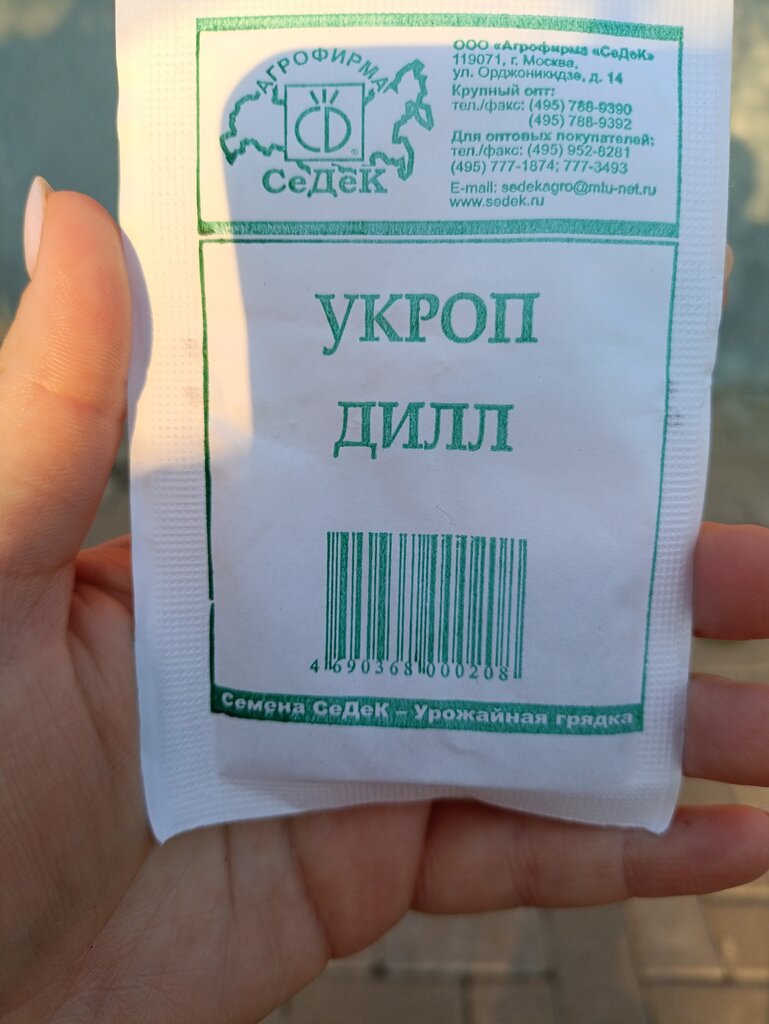 АГРОФИРМА
СеДеК
®
ООО «Агрофирма «СеДеК»
119071, г. Москва,
ул. Орджоникидзе, д. 14
Крупный опт:
тел./факс: (495) 788-9390
(495) 788-9392
Для оптовых покупателей:
тел./факс: (495) 952-8281
(495) 777-1874; 777-3493
E-mail: sedekagro@mtu-net.ru
www.sedek.ru
УКРОП
ДИЛЛ
4 690368 000208
Семена СеДеК – Урожайная грядка